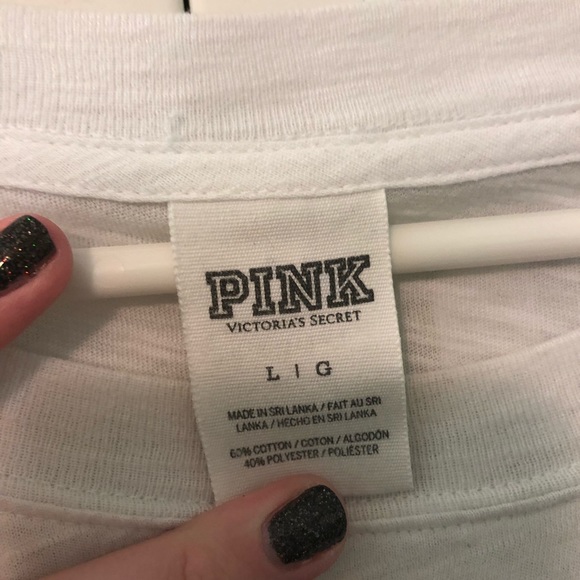 PINK
VICTORIA'S SECRET
L | G
MADE IN SRI LANKA / FAIT AU SRI
LANKA / HECHO EN SRI LANKA
60% COTTON / COTON / ALGODÓN
40% POLYESTER / POLIÉSTER